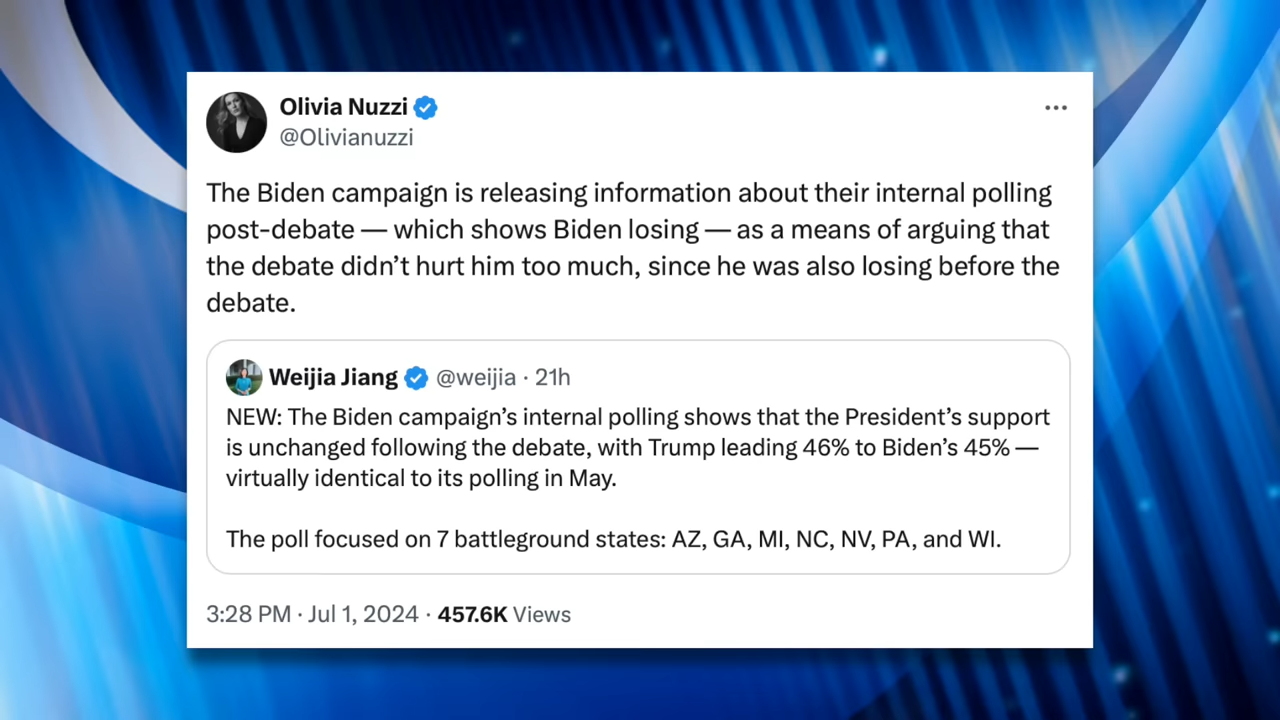 Olivia Nuzzi
@Olivianuzzi
The Biden campaign is releasing information about their internal polling
post-debate — which shows Biden losing — as a means of arguing that
the debate didn’t hurt him too much, since he was also losing before the
debate.
Weijia Jiang @weijia · 21h
NEW: The Biden campaign’s internal polling shows that the President’s support
is unchanged following the debate, with Trump leading 46% to Biden’s 45% —
virtually identical to its polling in May.
The poll focused on 7 battleground states: AZ, GA, MI, NC, NV, PA, and WI.
3:28 PM · Jul 1, 2024 · 457.6K Views